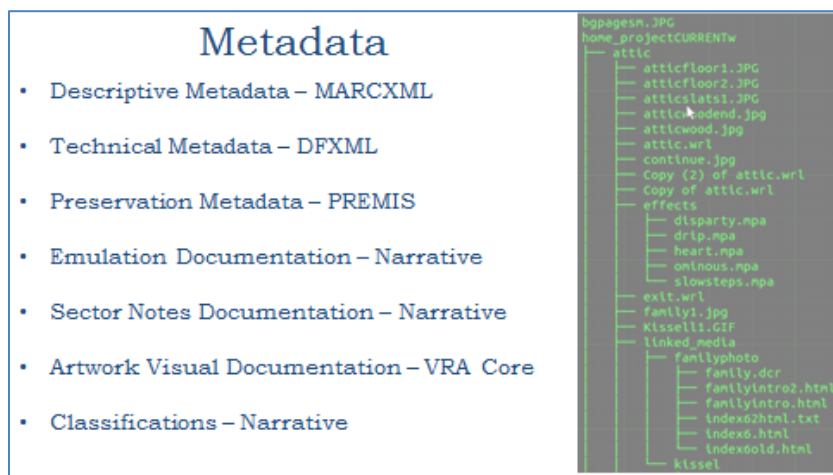 Metadata
• Descriptive Metadata – MARCXML
• Technical Metadata – DFXML
• Preservation Metadata – PREMIS
• Emulation Documentation – Narrative
• Sector Notes Documentation – Narrative
• Artwork Visual Documentation – VRA Core
• Classifications – Narrative
bgpagesm.JPG
home_projectCURRENTw
├── attic
│   ├── atticfloor1.JPG
│   ├── atticfloor2.JPG
│   ├── atticslats1.JPG
│   ├── atticwoodend.jpg
│   ├── atticwood.jpg
│   ├── attic.wrl
│   ├── continue.jpg
│   ├── Copy (2) of attic.wrl
│   ├── Copy of attic.wrl
│   ├── effects
│   │   ├── disparty.mpa
│   │   ├── drip.mpa
│   │   ├── heart.mpa
│   │   ├── ominous.mpa
│   │   └── slowsteps.mpa
│   ├── exit.wrl
│   ├── family1.jpg
│   ├── Kissell1.GIF
│   ├── linked_media
│   │   ├── familyphoto
│   │   │   ├── family.dcr
│   │   │   ├── familyintro2.html
│   │   │   ├── familyintro.html
│   │   │   ├── index62html.txt
│   │   │   ├── index6.html
│   │   │   └── index6old.html
│   │   └── kissel